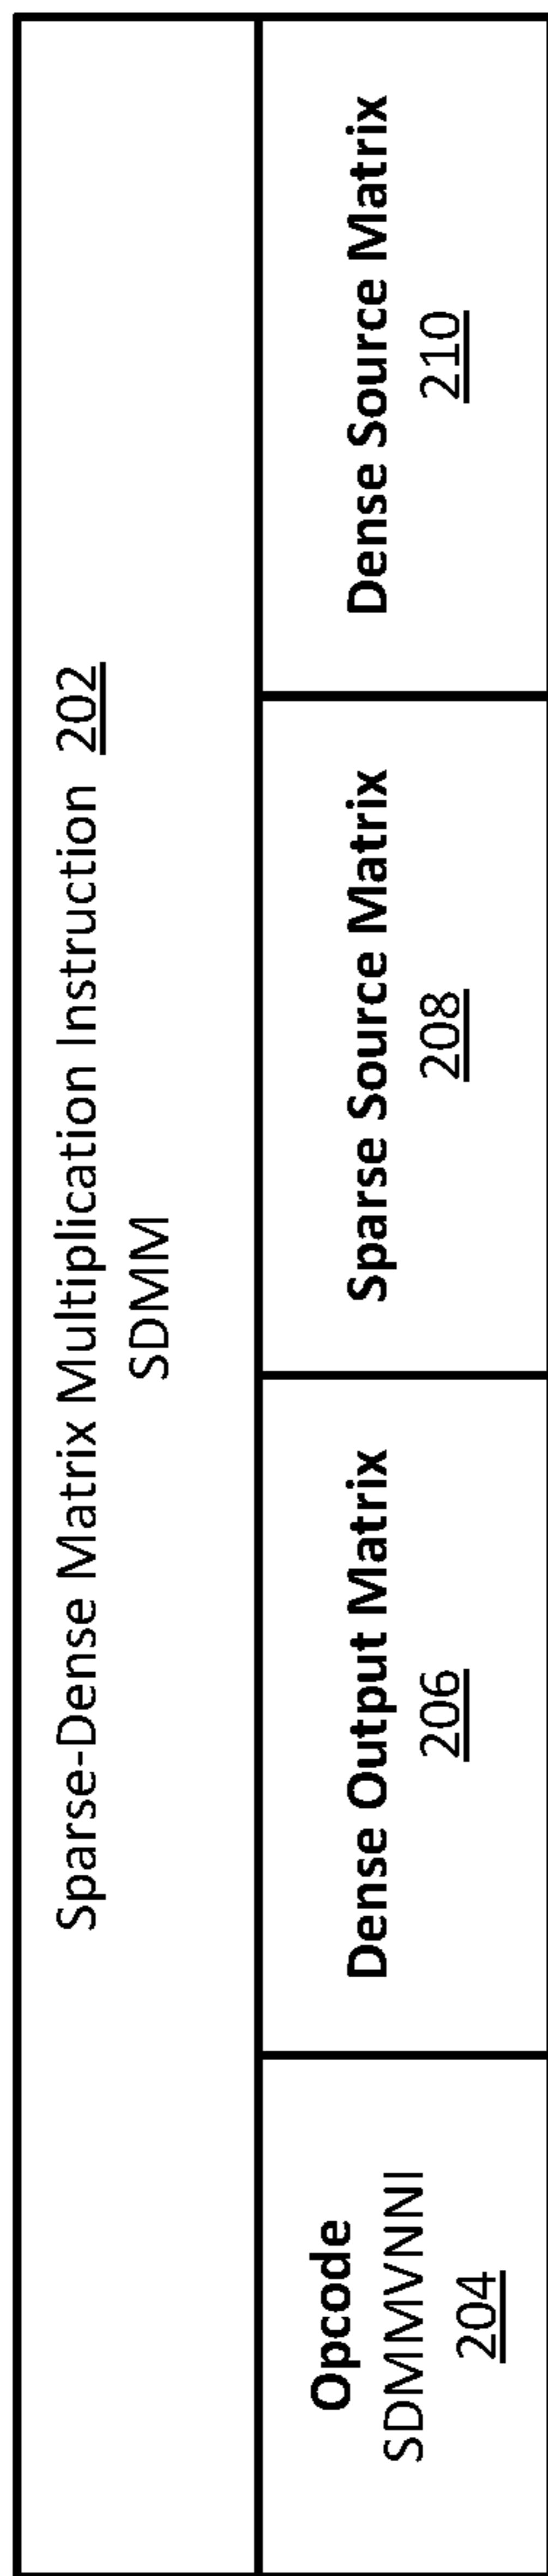 Sparse-Dense Matrix Multiplication Instruction 202
SDMM
Opcode
SDMMVNNI
204
Dense Output Matrix
206
Sparse Source Matrix
208
Dense Source Matrix
210